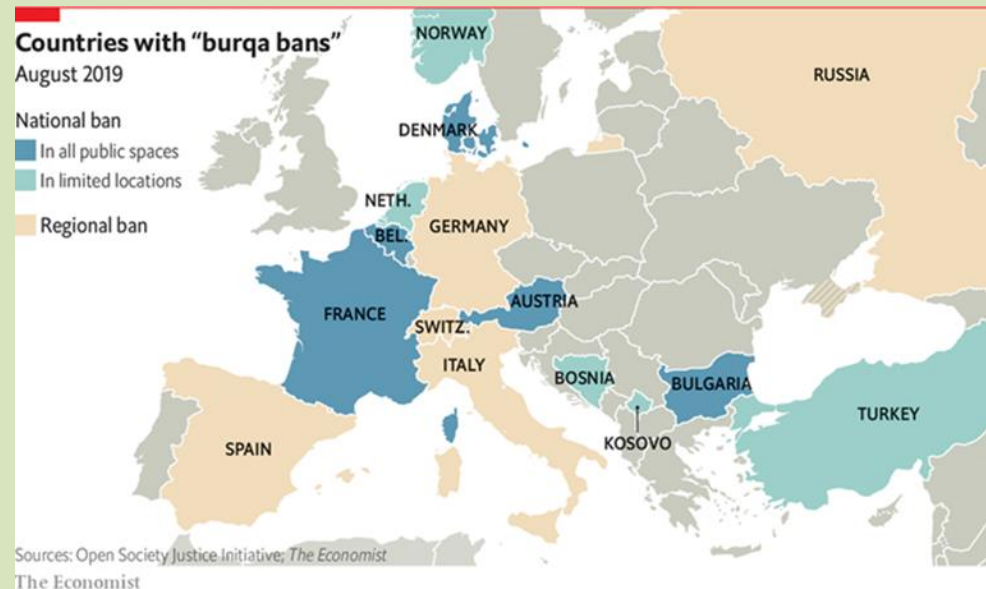 Countries with “burqa bans”
August 2019
National ban
In all public spaces
In limited locations
Regional ban
NORWAY
RUSSIA
DENMARK
NETH.
GERMANY
BEL.
AUSTRIA
FRANCE
SWITZ.
ITALY
BOSNIA
BULGARIA
TURKEY
KOSOVO
SPAIN
Sources: Open Society Justice Initiative; The Economist
The Economist